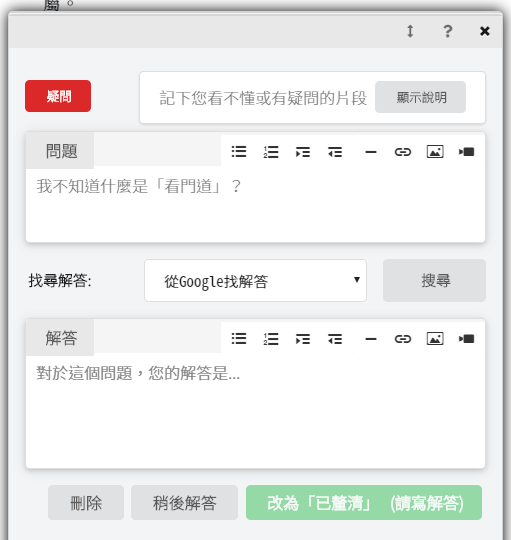 屬。
?
疑問
記下您看不懂或有疑問的片段
顯示說明
問題
我不知道什麼是「看門道」？
找尋解答:
從Google找解答
搜尋
解答
對於這個問題，您的解答是...
刪除
稍後解答
改為「已釐清」 (請寫解答)